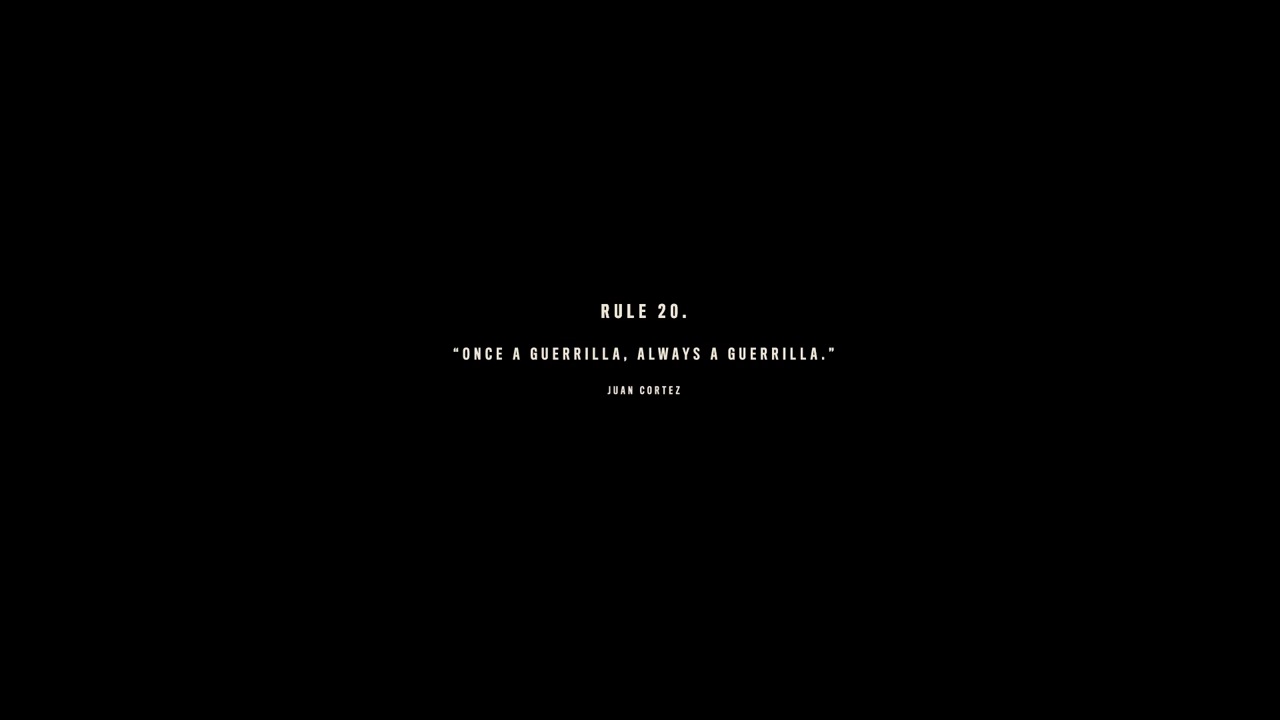 RULE 20.
“ONCE A GUERRILLA, ALWAYS A GUERRILLA.”
JUAN CORTEZ